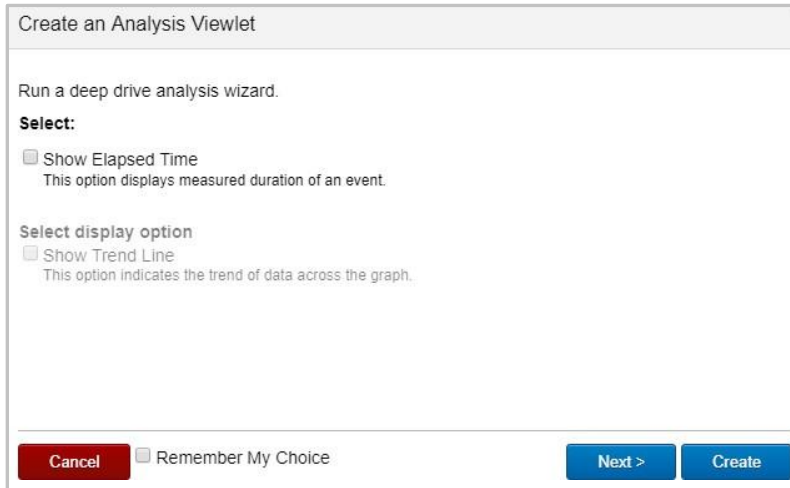 Create an Analysis Viewlet
Run a deep drive analysis wizard.
Select:
Show Elapsed Time
This option displays measured duration of an event.
Select display option
Show Trend Line
This option indicates the trend of data across the graph.
Cancel Remember My Choice Next > Create